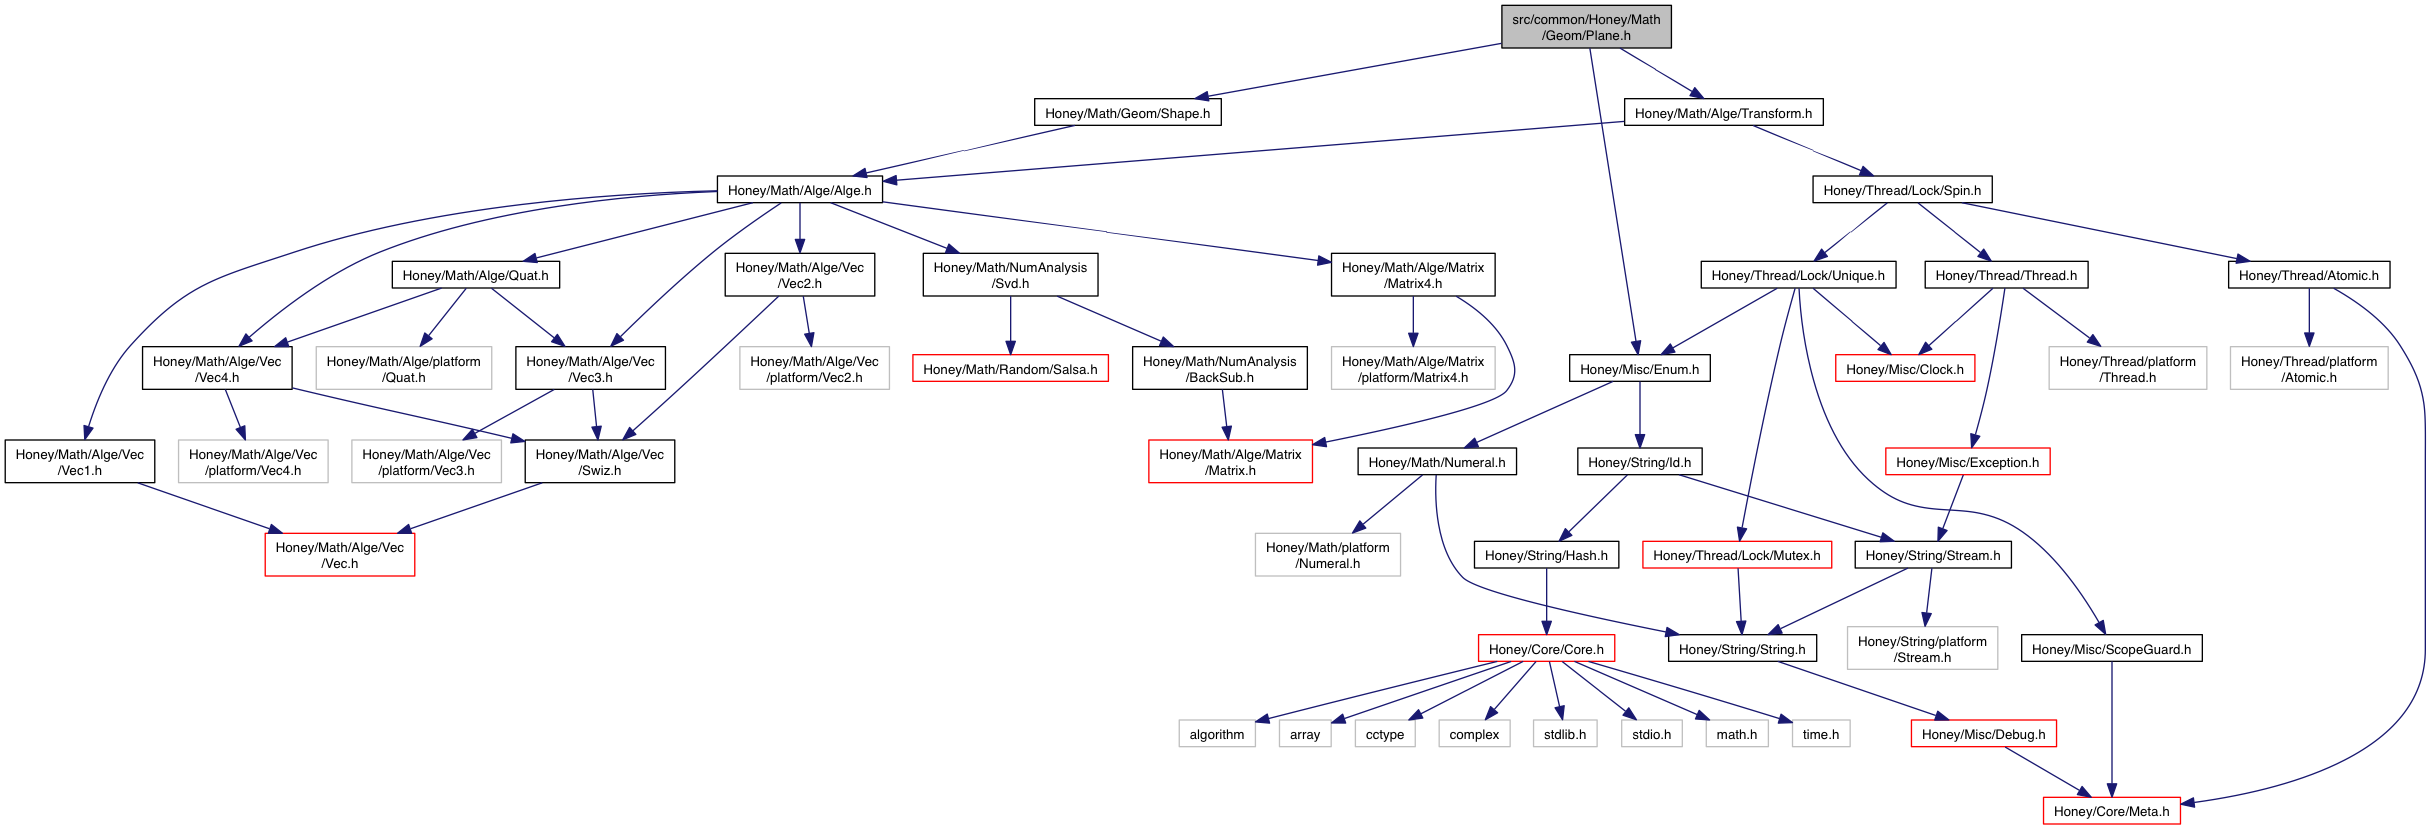 src/common/Honey/Math
/Geom/Plane.h
Honey/Math/Geom/Shape.h
Honey/Math/Alge/Transform.h
Honey/Math/Alge/Alge.h
Honey/Thread/Lock/Spin.h
Honey/Math/Alge/Quat.h
Honey/Math/Alge/Vec
/Vec2.h
Honey/Math/NumAnalysis
/Svd.h
Honey/Math/Alge/Matrix
/Matrix4.h
Honey/Thread/Lock/Unique.h
Honey/Thread/Thread.h
Honey/Thread/Atomic.h
Honey/Math/Alge/Vec
/Vec4.h
Honey/Math/Alge/platform
/Quat.h
Honey/Math/Alge/Vec
/Vec3.h
Honey/Math/Alge/Vec
/platform/Vec2.h
Honey/Math/Random/Salsa.h
Honey/Math/NumAnalysis
/BackSub.h
Honey/Math/Alge/Matrix
/platform/Matrix4.h
Honey/Misc/Enum.h
Honey/Misc/Clock.h
Honey/Thread/platform
/Thread.h
Honey/Thread/platform
/Atomic.h
Honey/Math/Alge/Vec
/Vec1.h
Honey/Math/Alge/Vec
/platform/Vec4.h
Honey/Math/Alge/Vec
/platform/Vec3.h
Honey/Math/Alge/Vec
/Swiz.h
Honey/Math/Alge/Matrix
/Matrix.h
Honey/Math/Numeral.h
Honey/String/Id.h
Honey/Misc/Exception.h
Honey/Math/Alge/Vec
/Vec.h
Honey/Math/platform
/Numeral.h
Honey/String/Hash.h
Honey/Thread/Lock/Mutex.h
Honey/String/Stream.h
Honey/Core/Core.h
Honey/String/String.h
Honey/String/platform
/Stream.h
Honey/Misc/ScopeGuard.h
algorithm
array
cctype
complex
stdlib.h
stdio.h
math.h
time.h
Honey/Misc/Debug.h
Honey/Core/Meta.h